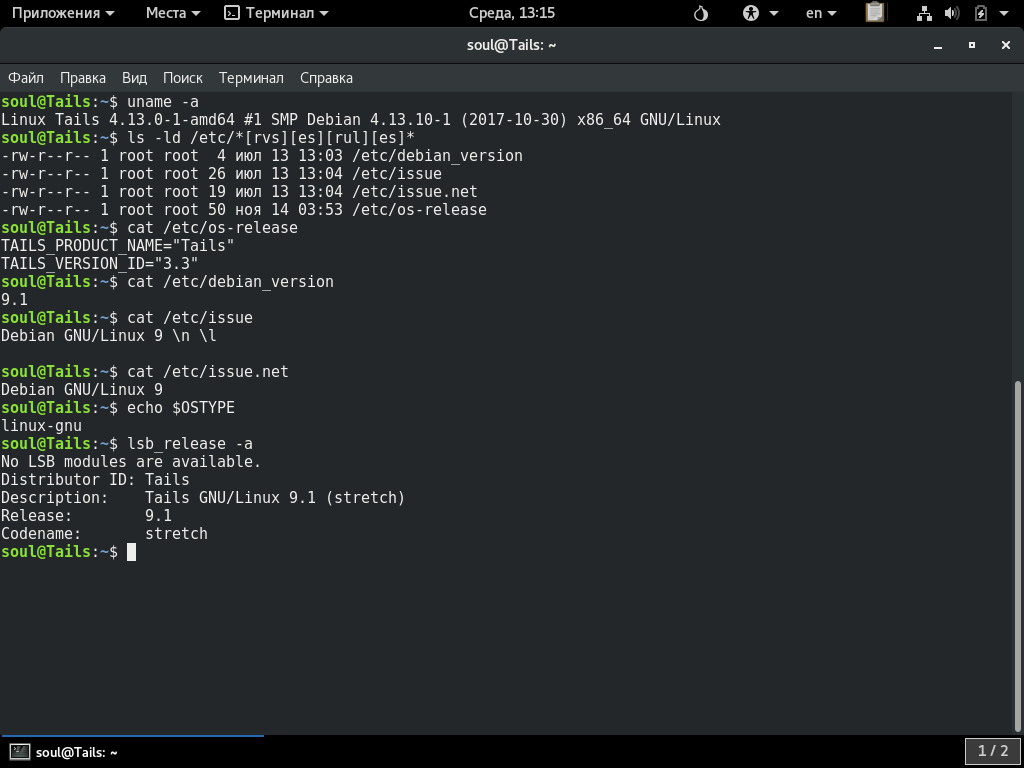 Приложения Места Терминал Среда, 13:15 en
soul@Tails: ~
Файл Правка Вид Поиск Терминал Справка
soul@Tails:~$ uname -a
Linux Tails 4.13.0-1-amd64 #1 SMP Debian 4.13.10-1 (2017-10-30) x86_64 GNU/Linux
soul@Tails:~$ ls -ld /etc/*[rvs][es][rul][es]*
-rw-r--r-- 1 root root  4 июл 13 13:03 /etc/debian_version
-rw-r--r-- 1 root root 26 июл 13 13:04 /etc/issue
-rw-r--r-- 1 root root 19 июл 13 13:04 /etc/issue.net
-rw-r--r-- 1 root root 50 ноя 14 03:53 /etc/os-release
soul@Tails:~$ cat /etc/os-release
TAILS_PRODUCT_NAME="Tails"
TAILS_VERSION_ID="3.3"
soul@Tails:~$ cat /etc/debian_version
9.1
soul@Tails:~$ cat /etc/issue
Debian GNU/Linux 9 \n \l
soul@Tails:~$ cat /etc/issue.net
Debian GNU/Linux 9
soul@Tails:~$ echo $OSTYPE
linux-gnu
soul@Tails:~$ lsb_release -a
No LSB modules are available.
Distributor ID: Tails
Description:    Tails GNU/Linux 9.1 (stretch)
Release:        9.1
Codename:       stretch
soul@Tails:~$
soul@Tails: ~ 1 / 2